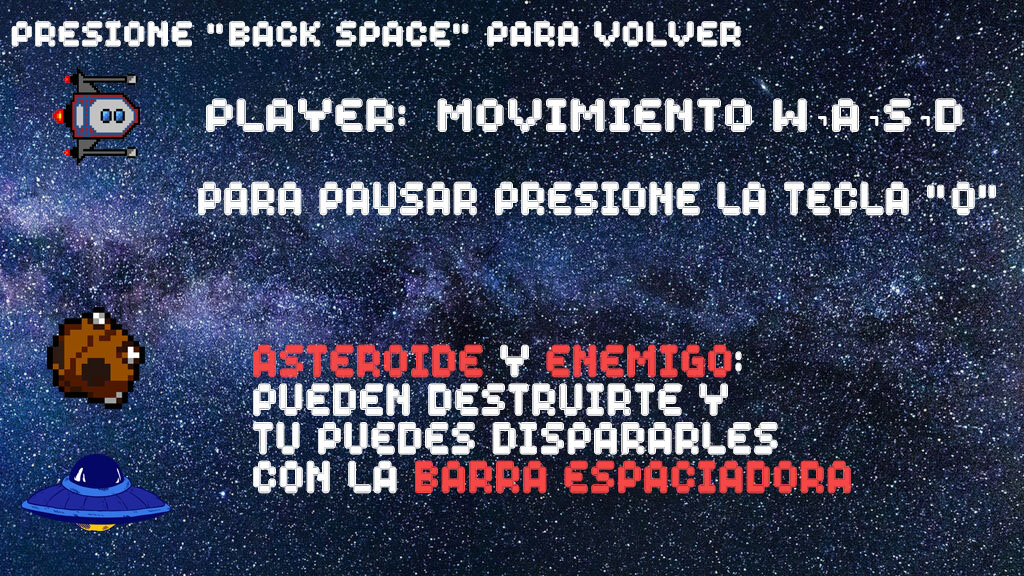 PRESIONE "BACK SPACE" PARA VOLVER
PLAYER: MOVIMIENTO W,A,S,D
PARA PAUSAR PRESIONE LA TECLA "O"
ASTEROIDE Y ENEMIGO:
PUEDEN DESTRUIRTE Y
TU PUEDES DISPARARLES
CON LA BARRA ESPACIADORA